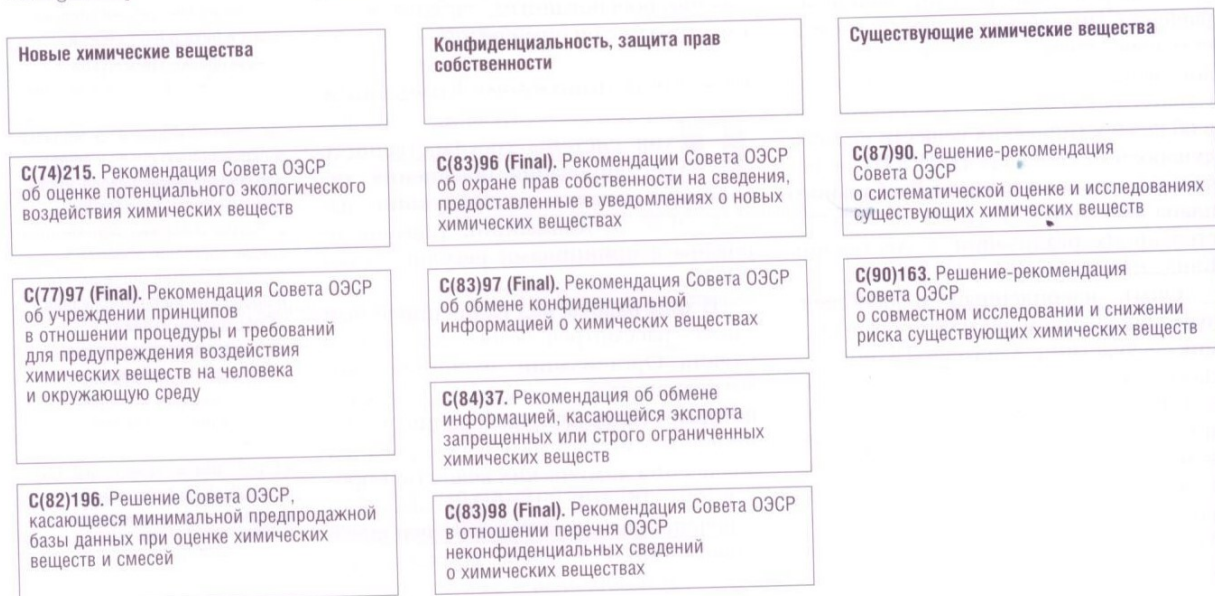 Новые химические вещества
C(74)215. Рекомендация Совета ОЭСР
об оценке потенциального экологического
воздействия химических веществ
C(77)97 (Final). Рекомендация Совета ОЭСР
об учреждении принципов
в отношении процедуры и требований
для предупреждения воздействия
химических веществ на человека
и окружающую среду
C(82)196. Решение Совета ОЭСР,
касающееся минимальной предпродажной
базы данных при оценке химических
веществ и смесей
Конфиденциальность, защита прав
собственности
C(83)96 (Final). Рекомендации Совета ОЭСР
об охране прав собственности на сведения,
предоставленные в уведомлениях о новых
химических веществах
C(83)97 (Final). Рекомендация Совета ОЭСР
об обмене конфиденциальной
информацией о химических веществах
C(84)37. Рекомендация об обмене
информацией, касающейся экспорта
запрещенных или строго ограниченных
химических веществ
C(83)98 (Final). Рекомендация Совета ОЭСР
в отношении перечня ОЭСР
неконфиденциальных сведений
о химических веществах
Существующие химические вещества
C(87)90. Решение-рекомендация
Совета ОЭСР
о систематической оценке и исследованиях
существующих химических веществ
C(90)163. Решение-рекомендация
Совета ОЭСР
о совместном исследовании и снижении
риска существующих химических веществ